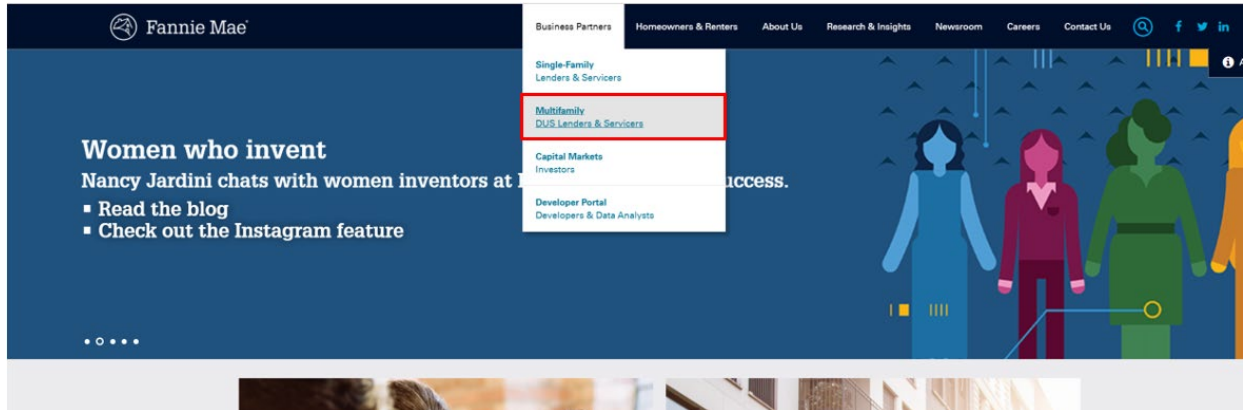 Fannie Mae
Business Partners Homeowners & Renters About Us Research & Insights Newsroom Careers Contact Us f in
Single-Family
Lenders & Servicers
Multifamily
DUS Lenders & Servicers
Capital Markets
Investors
Developer Portal
Developers & Data Analysts
Women who invent
Nancy Jardini chats with women inventors at
▪ Read the blog
▪ Check out the Instagram feature